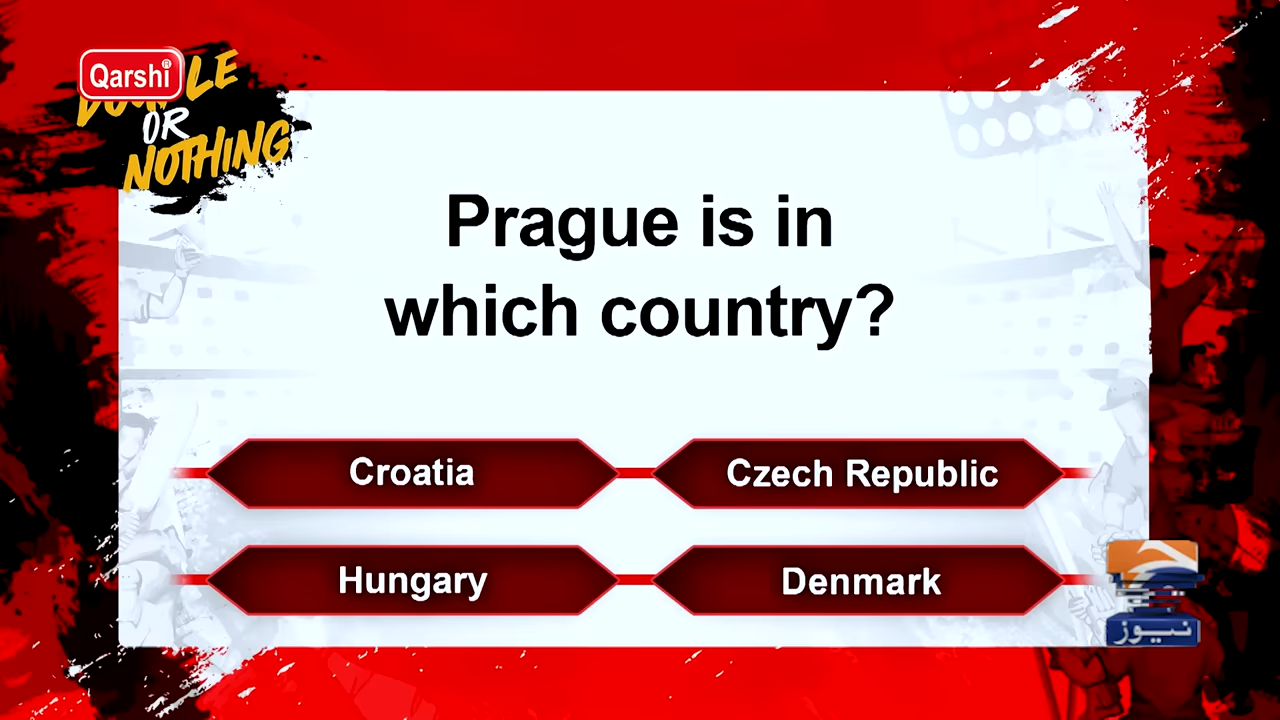 Qarshi®
OR
NOTHING
Prague is in
which country?
Croatia
Czech Republic
Hungary
Denmark
نیوز